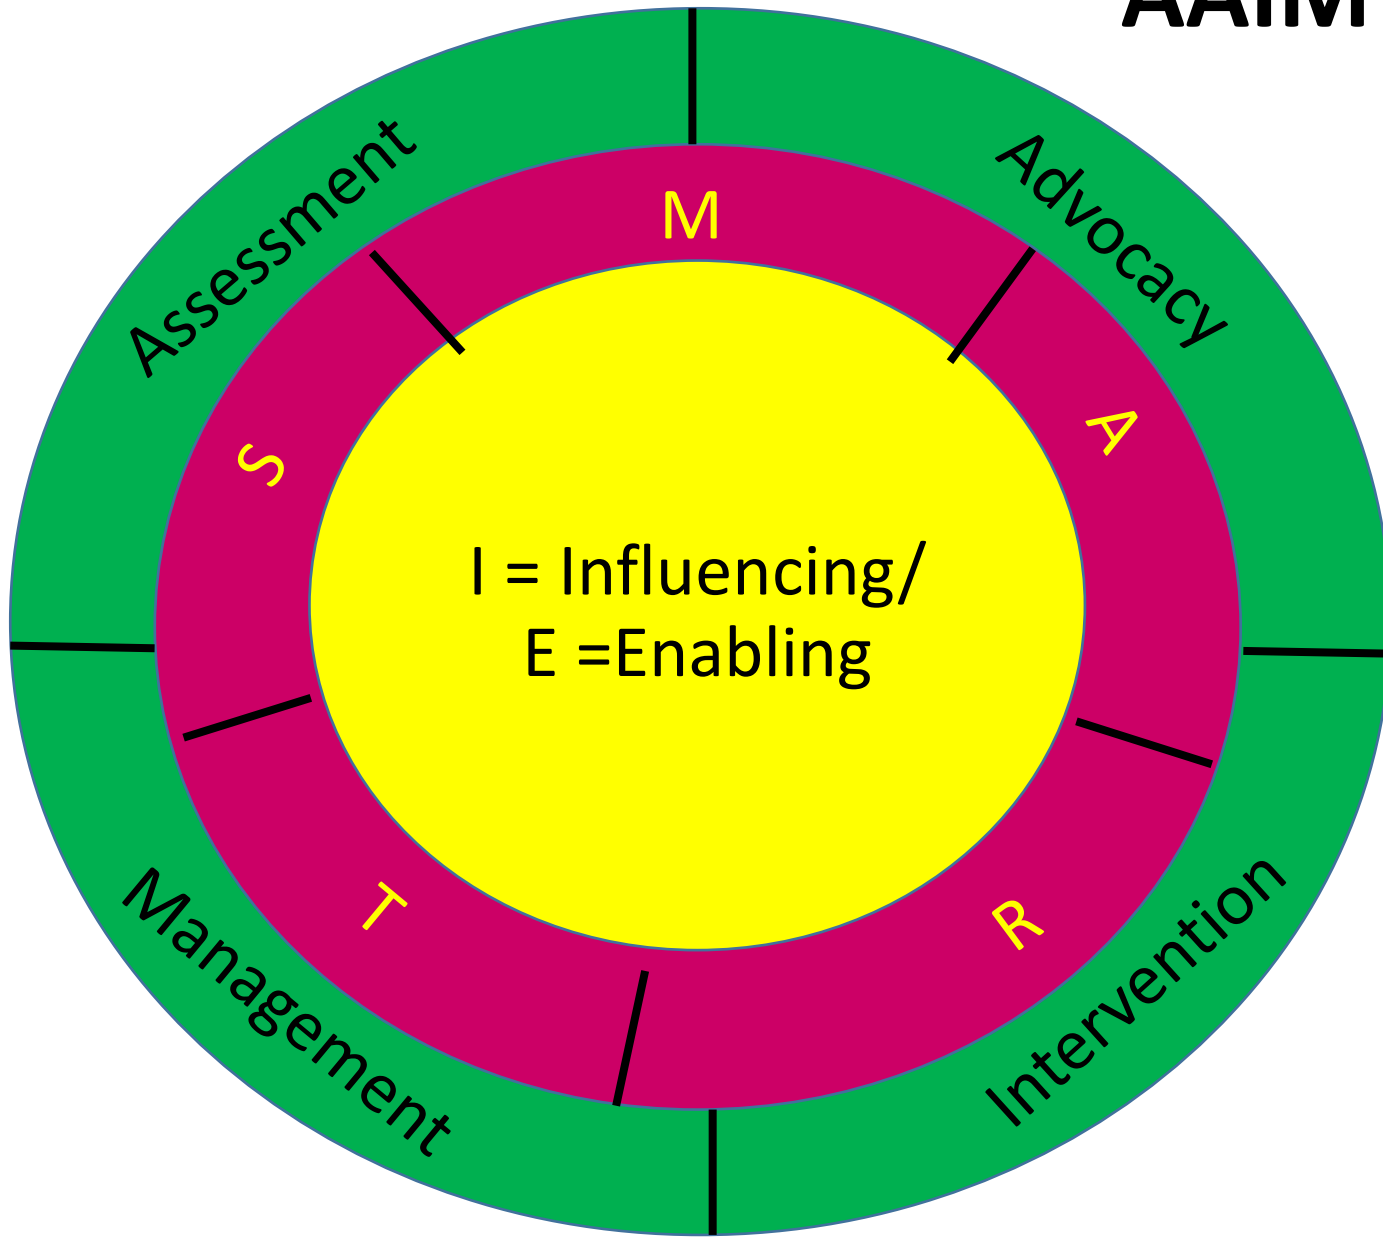 AAIM
Assessment
Advocacy
M
S
A
I = Influencing/
E =Enabling
T
R
Management
Intervention